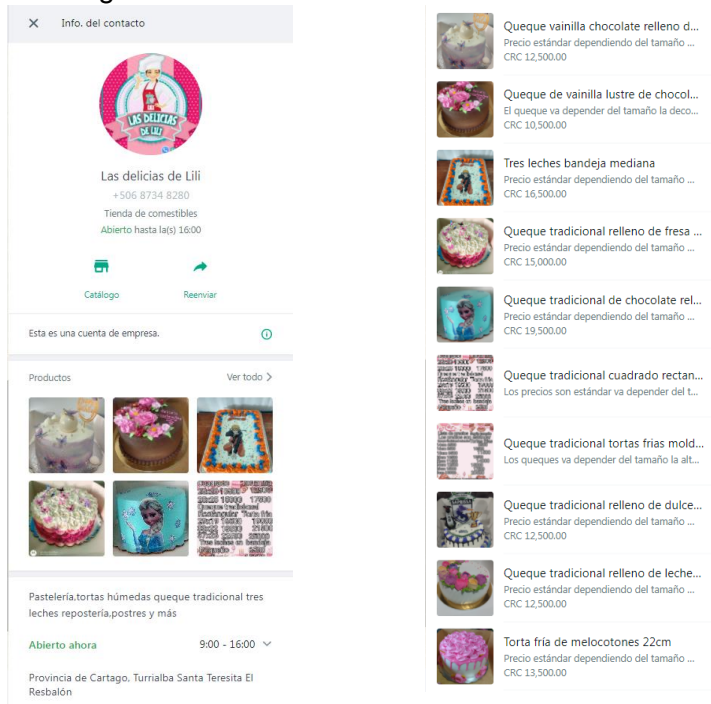 Info. del contacto
LAS DELICIAS
DE LILI
Las delicias de Lili
+506 8734 8280
Tienda de comestibles
Abierto hasta la(s) 16:00
Catálogo
Reenviar
Esta es una cuenta de empresa.
Productos
Ver todo
Pastelería,tortas húmedas queque tradicional tres
leches repostería,postres y más
Abierto ahora
9:00 - 16:00
Provincia de Cartago, Turrialba Santa Teresita El
Resbalón
Queque vainilla chocolate relleno d...
Precio estándar dependiendo del tamaño ...
CRC 12,500.00
Queque de vainilla lustre de chocol...
El queque va depender del tamaño la deco...
CRC 10,500.00
Tres leches bandeja mediana
Precio estándar dependiendo del tamaño ...
CRC 16,500.00
Queque tradicional relleno de fresa ...
Precio estándar dependiendo del tamaño ...
CRC 15,000.00
Queque tradicional de chocolate rel...
Precio estándar dependiendo del tamaño ...
CRC 19,500.00
Queque tradicional cuadrado rectan...
Los precios son estándar va depender del t...
Queque tradicional tortas frias mold...
Los queques va depender del tamaño la alt...
Queque tradicional relleno de dulce...
Precio estándar dependiendo del tamaño ...
CRC 12,500.00
Queque tradicional relleno de leche...
Precio estándar dependiendo del tamaño ...
CRC 12,500.00
Torta fría de melocotones 22cm
Precio estándar dependiendo del tamaño ...
CRC 13,500.00